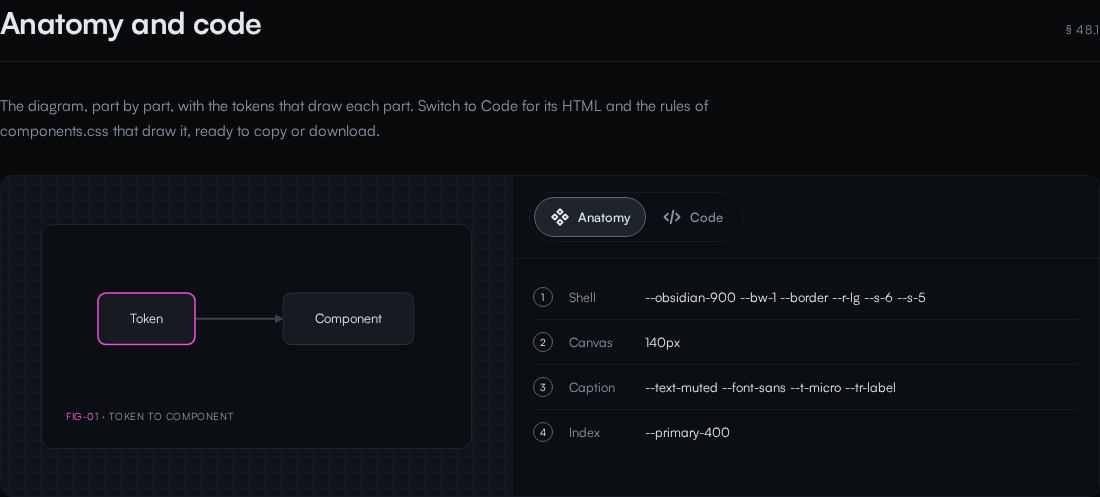 Anatomy and code
§ 48.1
The diagram, part by part, with the tokens that draw each part. Switch to Code for its HTML and the rules of
components.css that draw it, ready to copy or download.
Token
Component
FIG-01 · TOKEN TO COMPONENT
Anatomy
Code
1 Shell --obsidian-900 --bw-1 --border --r-lg --s-6 --s-5
2 Canvas 140px
3 Caption --text-muted --font-sans --t-micro --tr-label
4 Index --primary-400